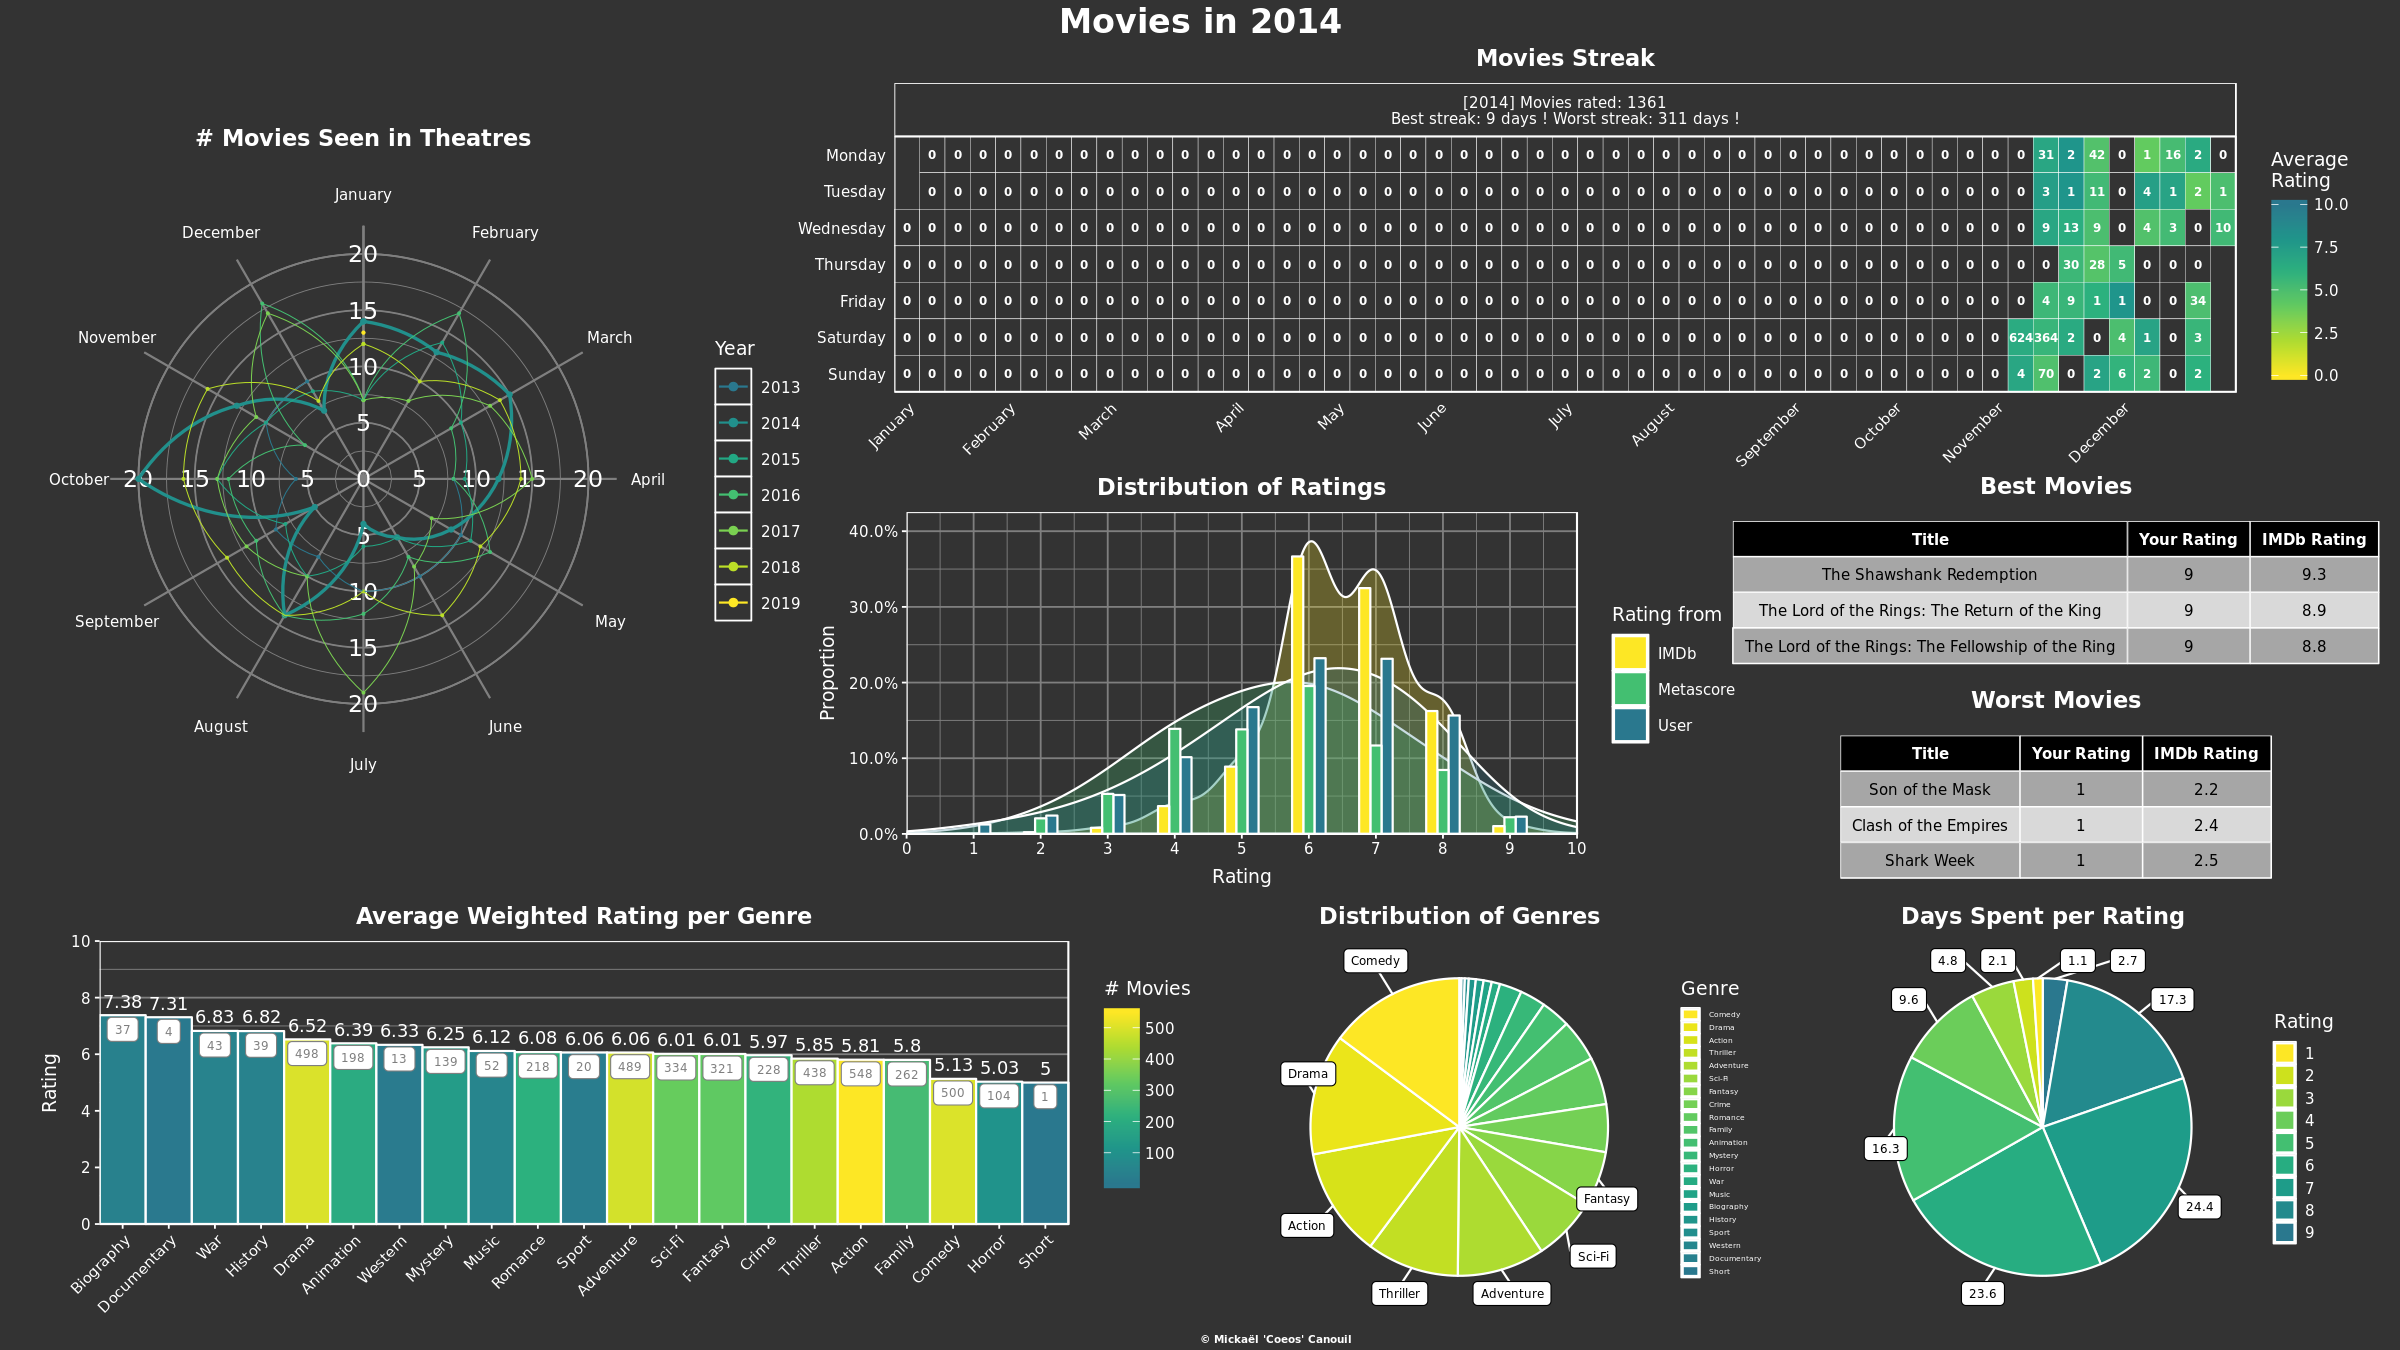 Movies in 2014
# Movies Seen in Theatres
January
February
March
April
May
June
July
August
September
October
November
December
20
15
10
5
20 15 10 5 0 5 10 15 20
5
10
15
20
Year
2013
2014
2015
2016
2017
2018
2019
Movies Streak
[2014] Movies rated: 1361
Best streak: 9 days ! Worst streak: 311 days !
Monday 0 0 0 0 0 0 0 0 0 0 0 0 0 0 0 0 0 0 0 0 0 0 0 0 0 0 0 0 0 0 0 0 0 0 0 0 0 0 0 0 0 0 0 0 31 2 42 0 1 16 2 0
Tuesday 0 0 0 0 0 0 0 0 0 0 0 0 0 0 0 0 0 0 0 0 0 0 0 0 0 0 0 0 0 0 0 0 0 0 0 0 0 0 0 0 0 0 0 0 3 1 11 0 4 1 2 1
Wednesday 0 0 0 0 0 0 0 0 0 0 0 0 0 0 0 0 0 0 0 0 0 0 0 0 0 0 0 0 0 0 0 0 0 0 0 0 0 0 0 0 0 0 0 0 0 9 13 9 0 4 3 0 10
Thursday 0 0 0 0 0 0 0 0 0 0 0 0 0 0 0 0 0 0 0 0 0 0 0 0 0 0 0 0 0 0 0 0 0 0 0 0 0 0 0 0 0 0 0 0 0 0 30 28 5 0 0 0
Friday 0 0 0 0 0 0 0 0 0 0 0 0 0 0 0 0 0 0 0 0 0 0 0 0 0 0 0 0 0 0 0 0 0 0 0 0 0 0 0 0 0 0 0 0 0 4 9 1 1 0 0 34
Saturday 0 0 0 0 0 0 0 0 0 0 0 0 0 0 0 0 0 0 0 0 0 0 0 0 0 0 0 0 0 0 0 0 0 0 0 0 0 0 0 0 0 0 0 0 624 364 2 0 4 1 0 3
Sunday 0 0 0 0 0 0 0 0 0 0 0 0 0 0 0 0 0 0 0 0 0 0 0 0 0 0 0 0 0 0 0 0 0 0 0 0 0 0 0 0 0 0 0 0 4 70 0 2 6 2 0 2
January February March April May June July August September October November December
Average
Rating
10.0
7.5
5.0
2.5
0.0
Distribution of Ratings
Proportion
40.0%
30.0%
20.0%
10.0%
0.0%
0 1 2 3 4 5 6 7 8 9 10
Rating
Rating from
IMDb
Metascore
User
Best Movies
Title Your Rating IMDb Rating
The Shawshank Redemption 9 9.3
The Lord of the Rings: The Return of the King 9 8.9
The Lord of the Rings: The Fellowship of the Ring 9 8.8
Worst Movies
Title Your Rating IMDb Rating
Son of the Mask 1 2.2
Clash of the Empires 1 2.4
Shark Week 1 2.5
Average Weighted Rating per Genre
Rating
10
8
6
4
2
0
7.38 7.31 6.83 6.82 6.52 6.39 6.33 6.25 6.12 6.08 6.06 6.06 6.01 6.01 5.97 5.85 5.81 5.8 5.13 5.03 5
37 4 43 39 498 198 13 139 52 218 20 489 334 321 228 438 548 262 500 104 1
Biography Documentary War History Drama Animation Western Mystery Music Romance Sport Adventure Sci-Fi Fantasy Crime Thriller Action Family Comedy Horror Short
# Movies
500
400
300
200
100
Distribution of Genres
Comedy
Drama
Action
Thriller
Adventure
Sci-Fi
Fantasy
Genre
Comedy
Drama
Action
Thriller
Adventure
Sci-Fi
Fantasy
Crime
Romance
Family
Animation
Mystery
Horror
War
Music
Biography
History
Sport
Western
Documentary
Short
Days Spent per Rating
4.8 2.1 1.1 2.7
9.6 17.3
16.3
24.4
23.6
Rating
1
2
3
4
5
6
7
8
9
© Mickaël 'Coeos' Canouil